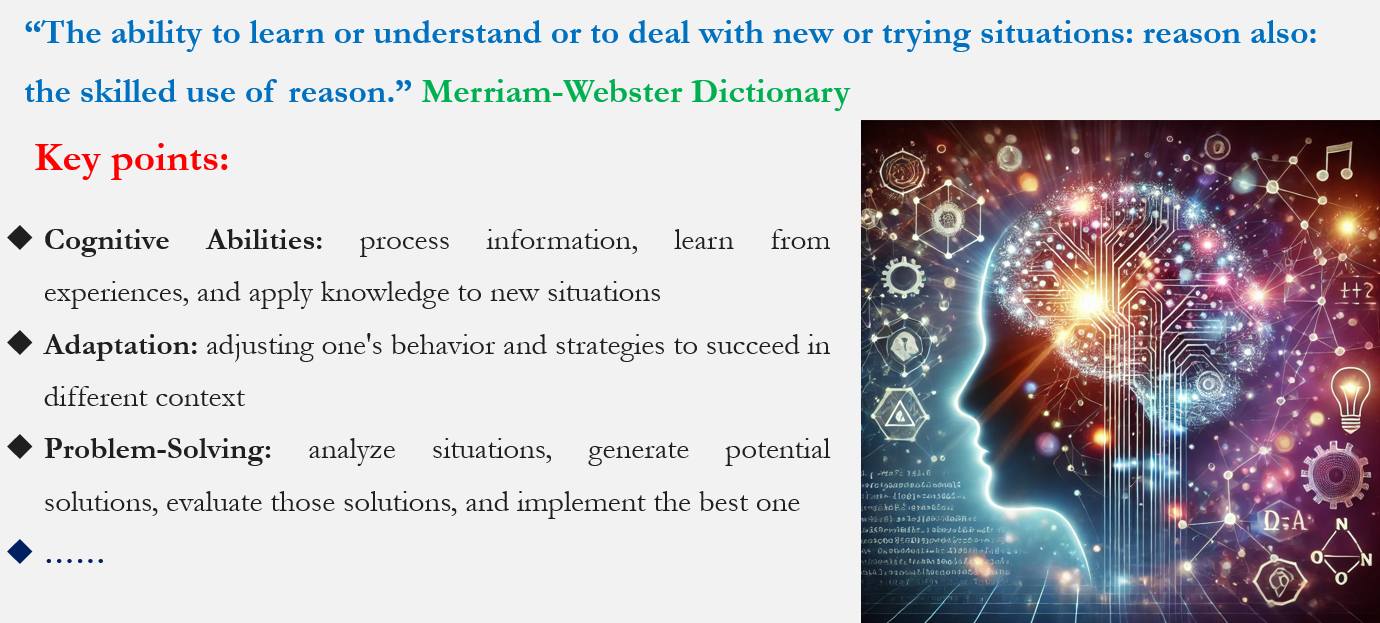 “The ability to learn or understand or to deal with new or trying situations: reason also:
the skilled use of reason.” Merriam-Webster Dictionary
Key points:
◆ Cognitive Abilities: process information, learn from
experiences, and apply knowledge to new situations
◆ Adaptation: adjusting one's behavior and strategies to succeed in
different context
◆ Problem-Solving: analyze situations, generate potential
solutions, evaluate those solutions, and implement the best one
◆ ……
Ω=A
N
O N
O